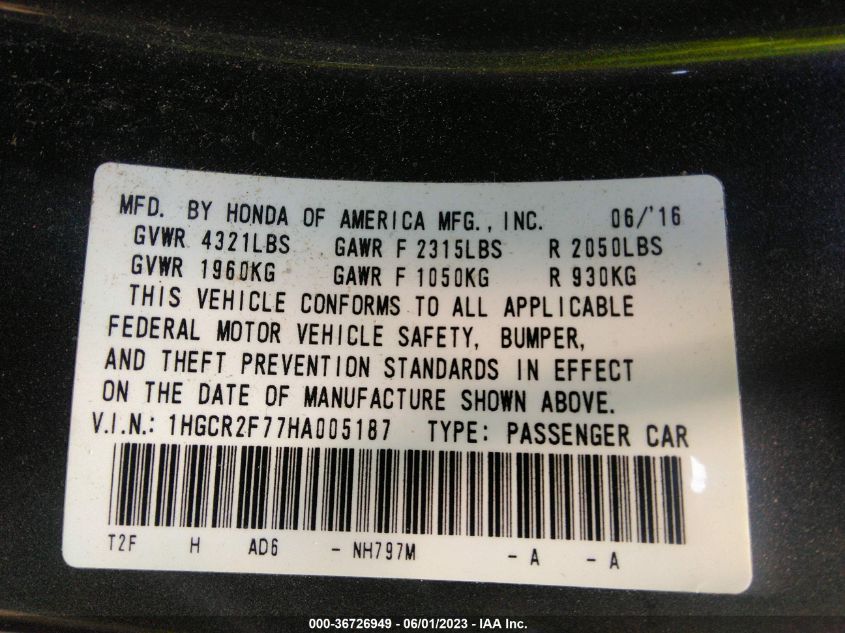 MFD. BY HONDA OF AMERICA MFG., INC. 06/'16
GVWR 4321LBS GAWR F 2315LBS R 2050LBS
GVWR 1960KG GAWR F 1050KG R 930KG
THIS VEHICLE CONFORMS TO ALL APPLICABLE
FEDERAL MOTOR VEHICLE SAFETY, BUMPER,
AND THEFT PREVENTION STANDARDS IN EFFECT
ON THE DATE OF MANUFACTURE SHOWN ABOVE.
V.I.N.: 1HGCR2F77HA005187 TYPE: PASSENGER CAR
T2F H AD6 - NH797M - A - A
000-36726949 - 06/01/2023 - IAA Inc.